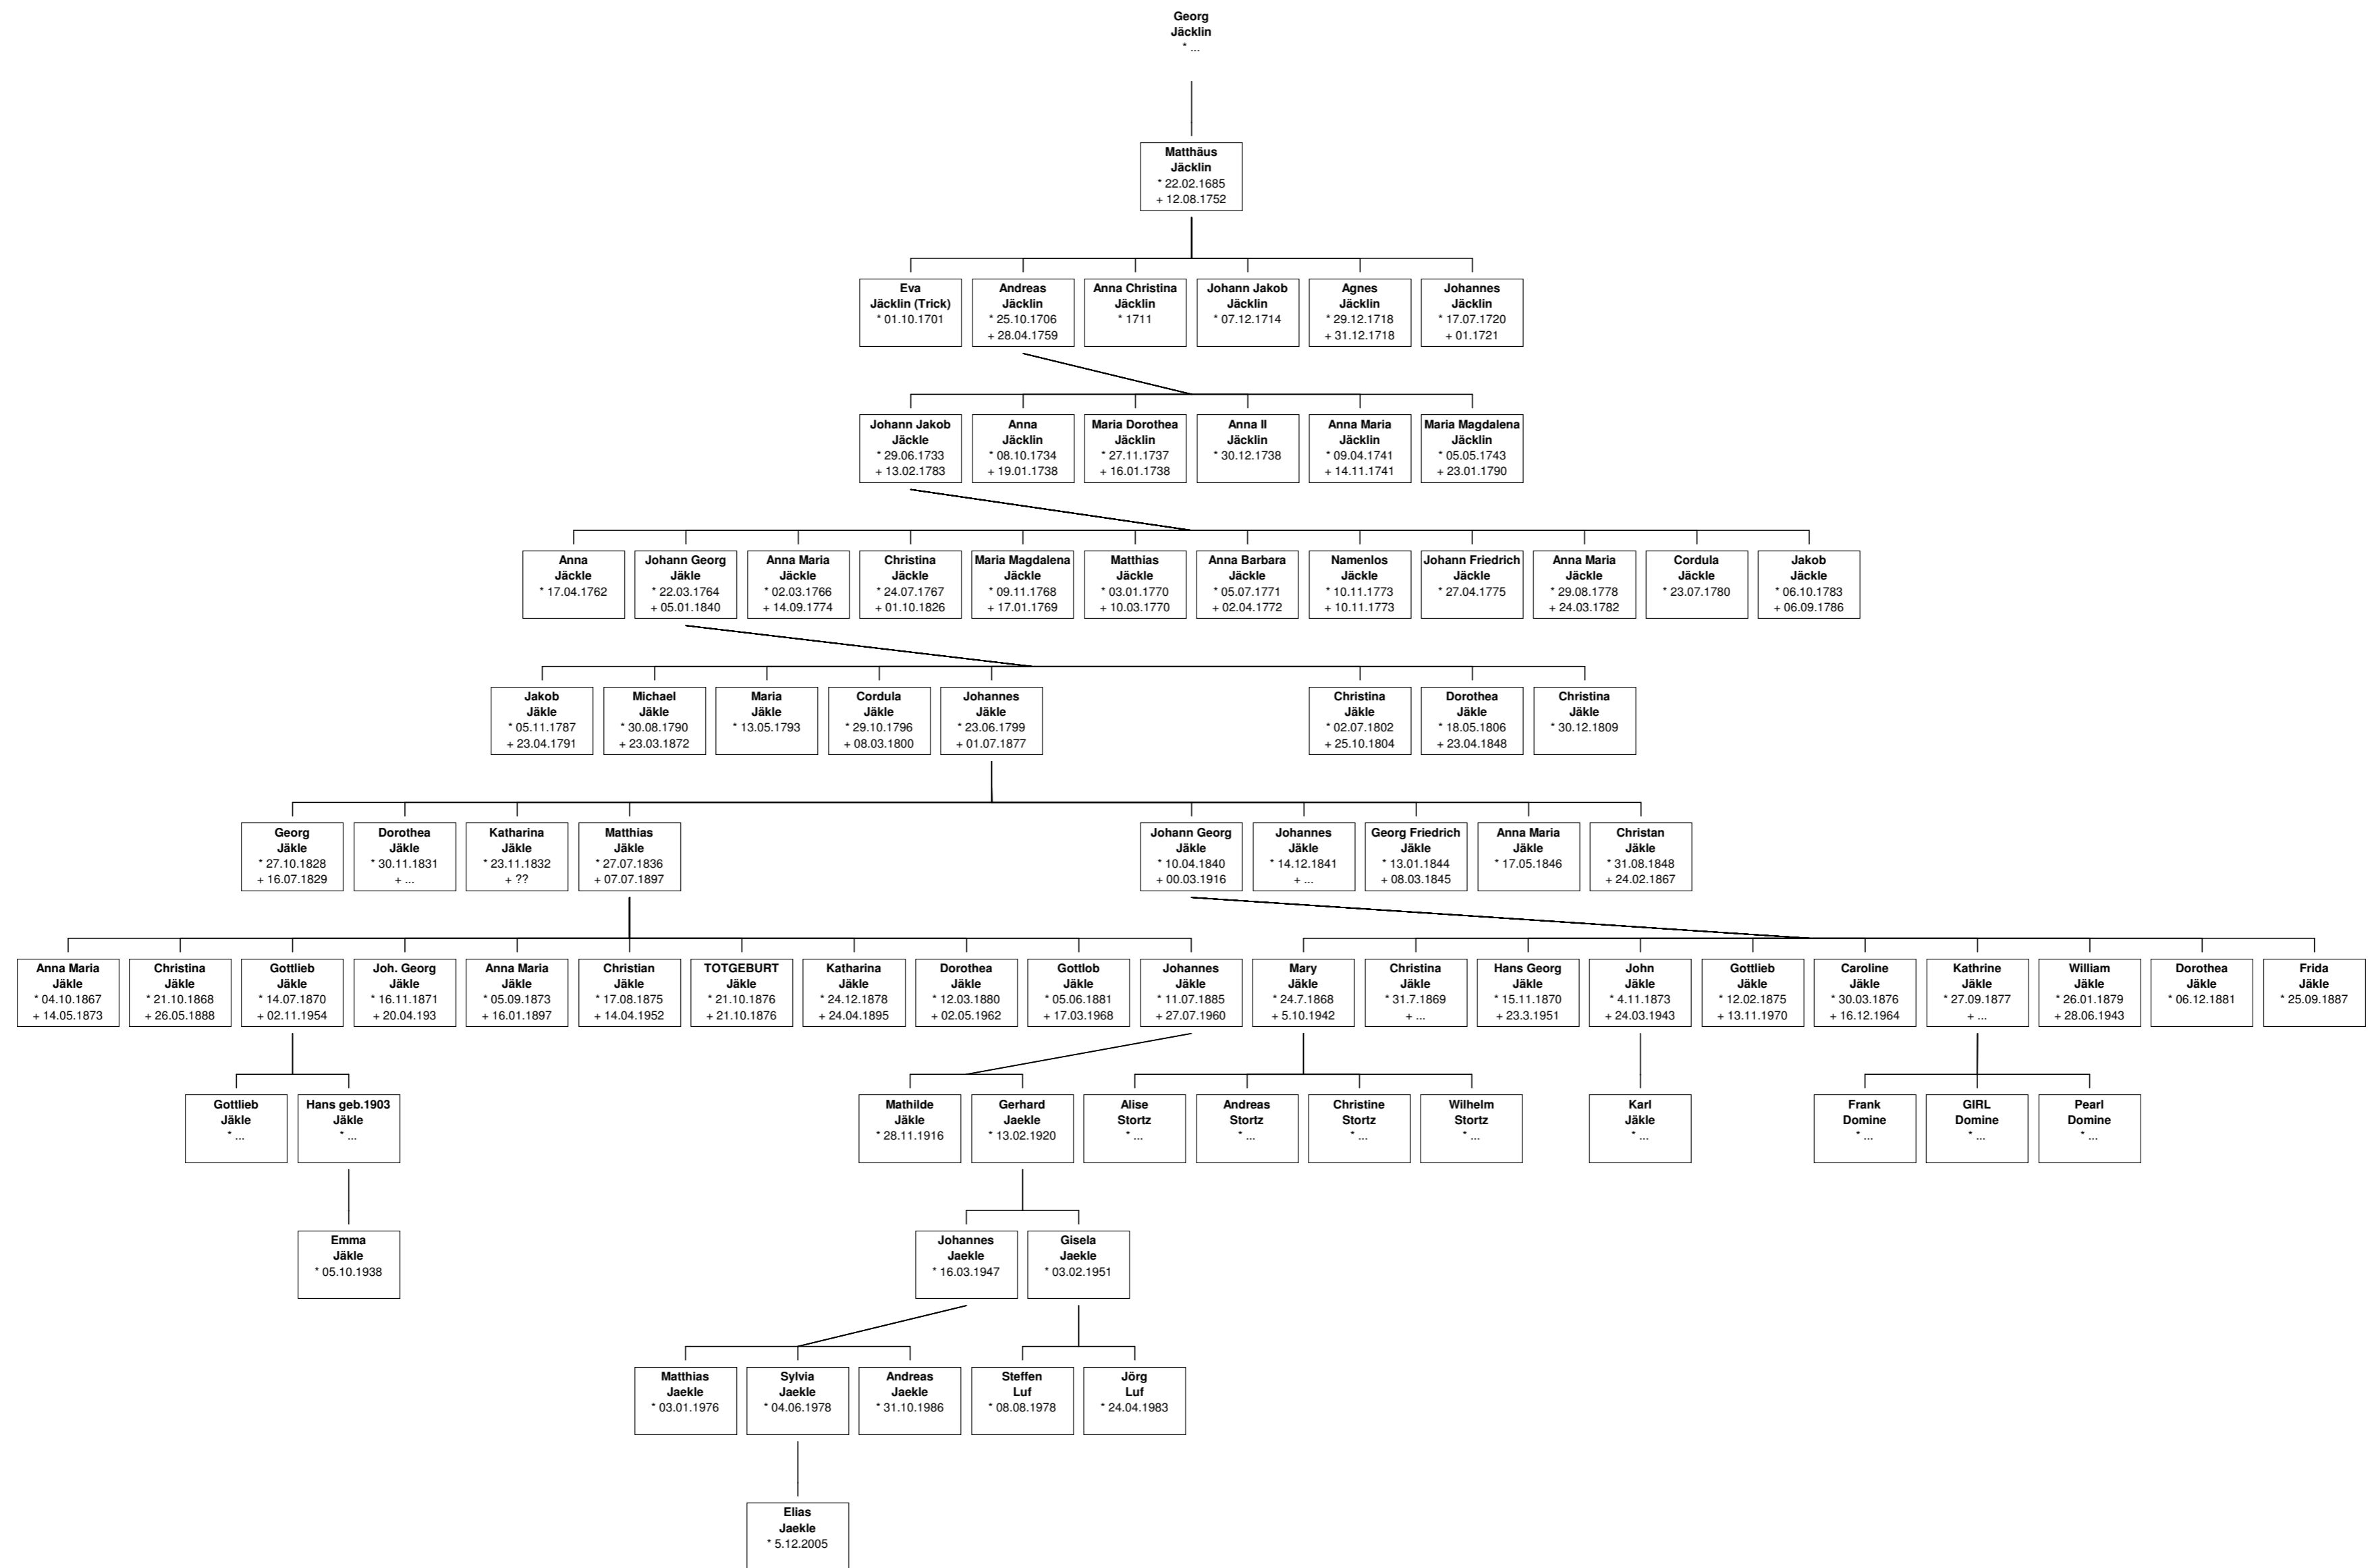 Georg
Jäcklin
* ...
Matthäus
Jäcklin
* 22.02.1685
+ 12.08.1752
Eva
Jäcklin (Trick)
* 01.10.1701
Andreas
Jäcklin
* 25.10.1706
+ 28.04.1759
Anna Christina
Jäcklin
* 1711
Johann Jakob
Jäcklin
* 07.12.1714
Agnes
Jäcklin
* 29.12.1718
+ 31.12.1718
Johannes
Jäcklin
* 17.07.1720
+ 01.1721
Johann Jakob
Jäckle
* 29.06.1733
+ 13.02.1783
Anna
Jäcklin
* 08.10.1734
+ 19.01.1738
Maria Dorothea
Jäcklin
* 27.11.1737
+ 16.01.1738
Anna II
Jäcklin
* 30.12.1738
Anna Maria
Jäcklin
* 09.04.1741
+ 14.11.1741
Maria Magdalena
Jäcklin
* 05.05.1743
+ 23.01.1790
Anna
Jäckle
* 17.04.1762
Johann Georg
Jäkle
* 22.03.1764
+ 05.01.1840
Anna Maria
Jäckle
* 02.03.1766
+ 14.09.1774
Christina
Jäckle
* 24.07.1767
+ 01.10.1826
Maria Magdalena
Jäckle
* 09.11.1768
+ 17.01.1769
Matthias
Jäckle
* 03.01.1770
+ 10.03.1770
Anna Barbara
Jäckle
* 05.07.1771
+ 02.04.1772
Namenlos
Jäckle
* 10.11.1773
+ 10.11.1773
Johann Friedrich
Jäckle
* 27.04.1775
Anna Maria
Jäckle
* 29.08.1778
+ 24.03.1782
Cordula
Jäckle
* 23.07.1780
Jakob
Jäckle
* 06.10.1783
+ 06.09.1786
Jakob
Jäkle
* 05.11.1787
+ 23.04.1791
Michael
Jäkle
* 30.08.1790
+ 23.03.1872
Maria
Jäkle
* 13.05.1793
Cordula
Jäkle
* 29.10.1796
+ 08.03.1800
Johannes
Jäkle
* 23.06.1799
+ 01.07.1877
Christina
Jäkle
* 02.07.1802
+ 25.10.1804
Dorothea
Jäkle
* 18.05.1806
+ 23.04.1848
Christina
Jäkle
* 30.12.1809
Georg
Jäkle
* 27.10.1828
+ 16.07.1829
Dorothea
Jäkle
* 30.11.1831
+ ...
Katharina
Jäkle
* 23.11.1832
+ ??
Matthias
Jäkle
* 27.07.1836
+ 07.07.1897
Johann Georg
Jäkle
* 10.04.1840
+ 00.03.1916
Johannes
Jäkle
* 14.12.1841
+ ...
Georg Friedrich
Jäkle
* 13.01.1844
+ 08.03.1845
Anna Maria
Jäkle
* 17.05.1846
Christan
Jäkle
* 31.08.1848
+ 24.02.1867
Anna Maria
Jäkle
* 04.10.1867
+ 14.05.1873
Christina
Jäkle
* 21.10.1868
+ 26.05.1888
Gottlieb
Jäkle
* 14.07.1870
+ 02.11.1954
Joh. Georg
Jäkle
* 16.11.1871
+ 20.04.193
Anna Maria
Jäkle
* 05.09.1873
+ 16.01.1897
Christian
Jäkle
* 17.08.1875
+ 14.04.1952
TOTGEBURT
Jäkle
* 21.10.1876
+ 21.10.1876
Katharina
Jäkle
* 24.12.1878
+ 24.04.1895
Dorothea
Jäkle
* 12.03.1880
+ 02.05.1962
Gottlob
Jäkle
* 05.06.1881
+ 17.03.1968
Johannes
Jäkle
* 11.07.1885
+ 27.07.1960
Mary
Jäkle
* 24.7.1868
+ 5.10.1942
Christina
Jäkle
* 31.7.1869
+ ...
Hans Georg
Jäkle
* 15.11.1870
+ 23.3.1951
John
Jäkle
* 4.11.1873
+ 24.03.1943
Gottlieb
Jäkle
* 12.02.1875
+ 13.11.1970
Caroline
Jäkle
* 30.03.1876
+ 16.12.1964
Kathrine
Jäkle
* 27.09.1877
+ ...
William
Jäkle
* 26.01.1879
+ 28.06.1943
Dorothea
Jäkle
* 06.12.1881
Frida
Jäkle
* 25.09.1887
Gottlieb
Jäkle
* ...
Hans geb.1903
Jäkle
* ...
Mathilde
Jäkle
* 28.11.1916
Gerhard
Jaekle
* 13.02.1920
Alise
Stortz
* ...
Andreas
Stortz
* ...
Christine
Stortz
* ...
Wilhelm
Stortz
* ...
Karl
Jäkle
* ...
Frank
Domine
* ...
GIRL
Domine
* ...
Pearl
Domine
* ...
Emma
Jäkle
* 05.10.1938
Johannes
Jaekle
* 16.03.1947
Gisela
Jaekle
* 03.02.1951
Matthias
Jaekle
* 03.01.1976
Sylvia
Jaekle
* 04.06.1978
Andreas
Jaekle
* 31.10.1986
Steffen
Luf
* 08.08.1978
Jörg
Luf
* 24.04.1983
Elias
Jaekle
* 5.12.2005